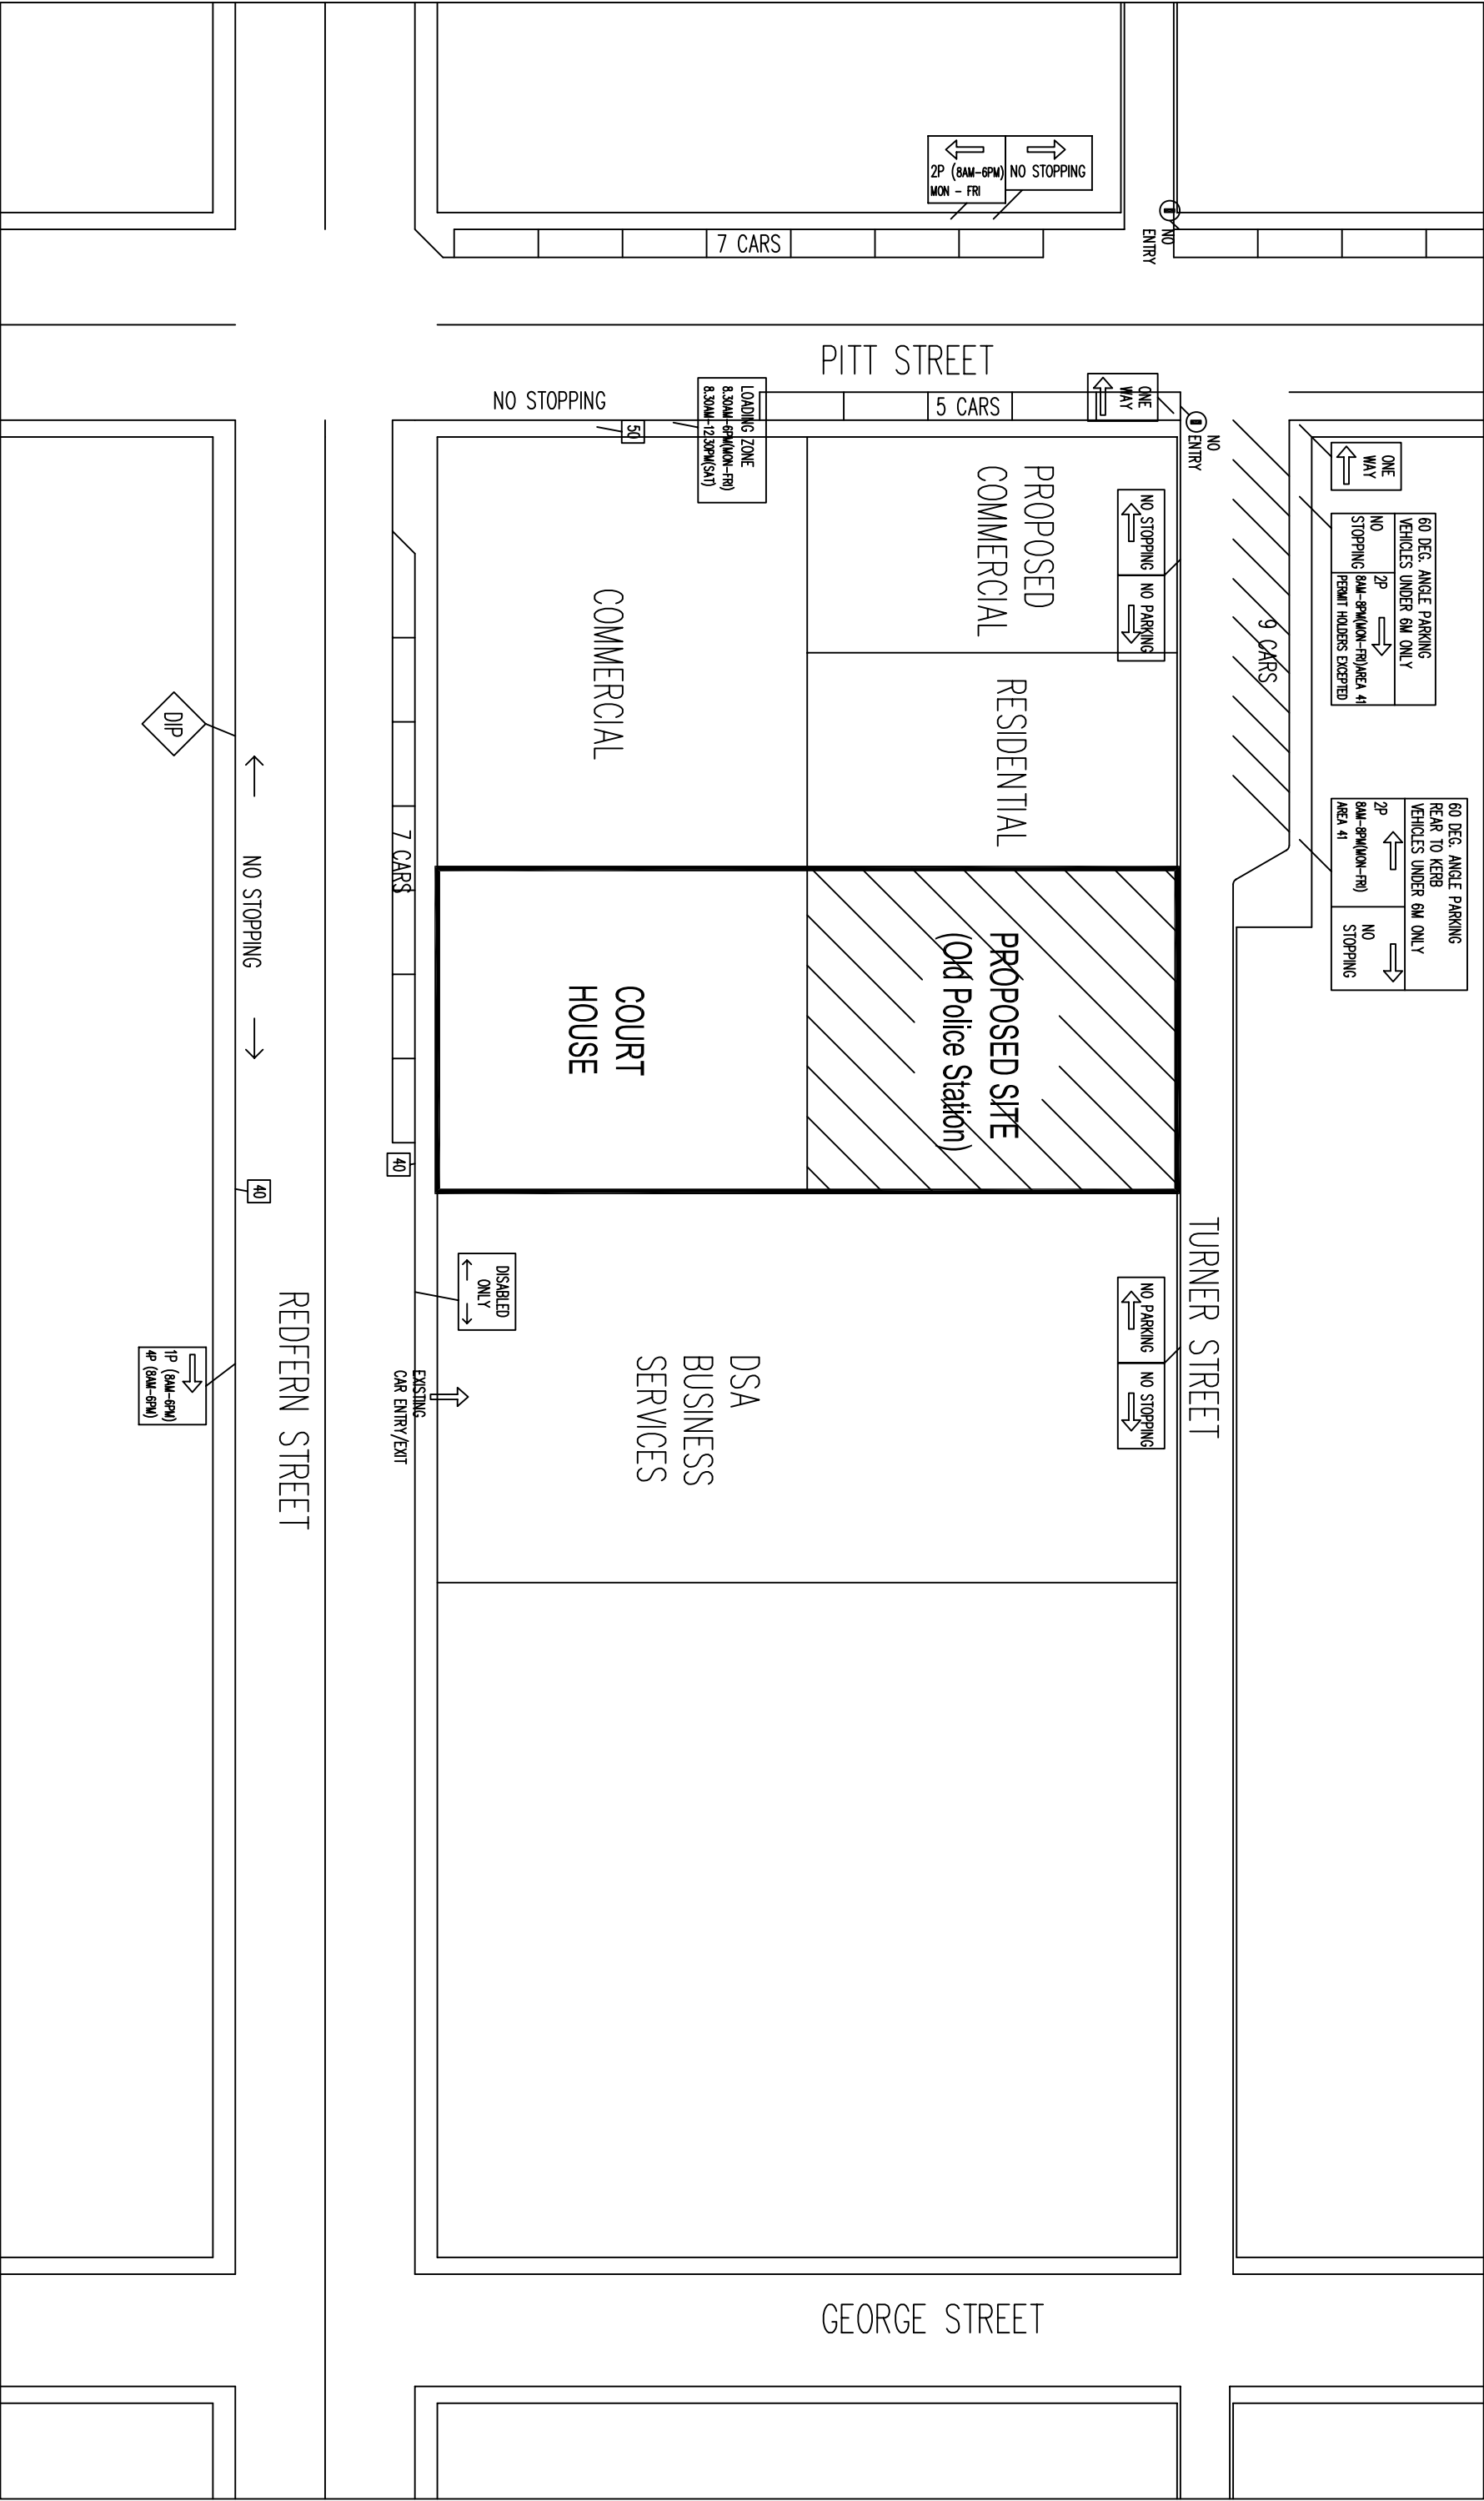 2P (8AM-6PM)
MON - FRI
NO STOPPING
7 CARS
NO
ENTRY
PITT STREET
NO STOPPING
5 CARS
ONE
WAY
NO
ENTRY
50
LOADING ZONE
8.30AM-6PM(MON-FRI)
8.30AM-12.30PM(SAT)
ONE
WAY
60 DEG. ANGLE PARKING
VEHICLES UNDER 6M ONLY
NO
STOPPING
2P
8AM-8PM(MON-FRI)AREA 41
PERMIT HOLDERS EXCEPTED
9 CARS
60 DEG. ANGLE PARKING
REAR TO KERB
VEHICLES UNDER 6M ONLY
2P
8AM-8PM(MON-FRI)
AREA 41
NO
STOPPING
NO STOPPING
NO PARKING
PROPOSED
COMMERCIAL
RESIDENTIAL
COMMERCIAL
7 CARS
DIP
NO STOPPING
PROPOSED SITE
(Old Police Station)
COURT
HOUSE
40
40
TURNER STREET
NO PARKING
NO STOPPING
DISABLED
ONLY
EXISTING
CAR ENTRY/EXIT
DSA
BUSINESS
SERVICES
REDFERN STREET
1P (8AM-6PM)
4P (8AM-6PM)
GEORGE STREET